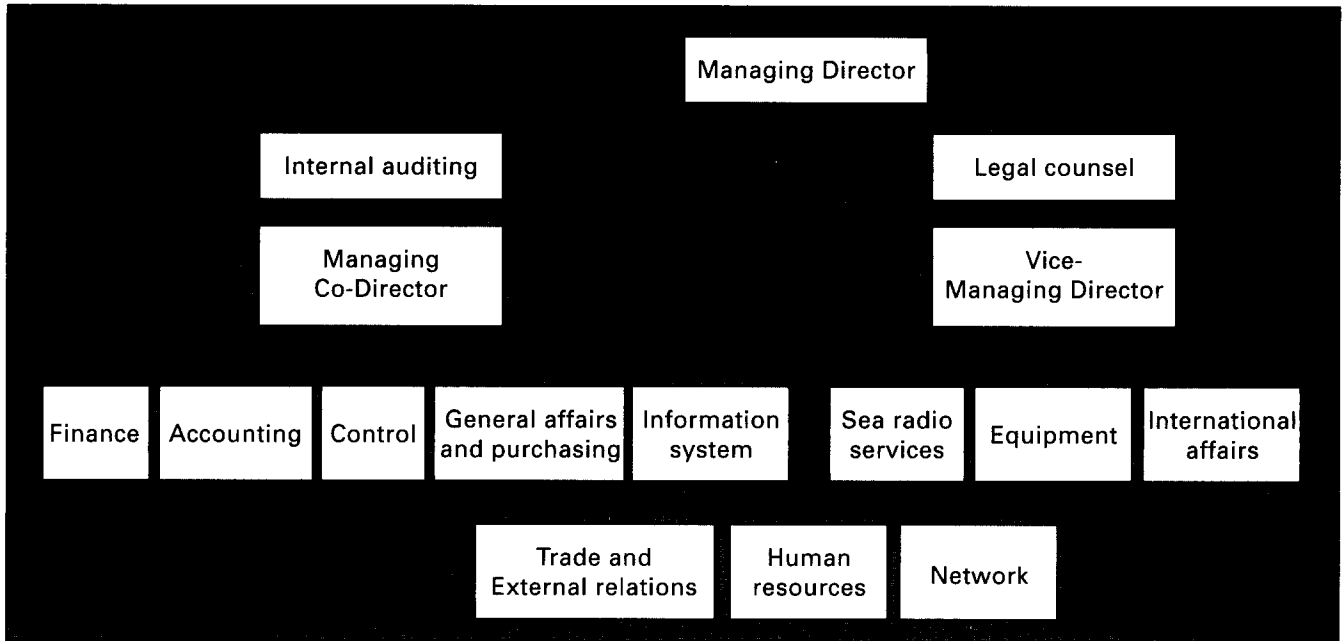 Managing Director
Internal auditing
Legal counsel
Managing
Co-Director
Vice-
Managing Director
Finance
Accounting
Control
General affairs
and purchasing
Information
system
Sea radio
services
Equipment
International
affairs
Trade and
External relations
Human
resources
Network